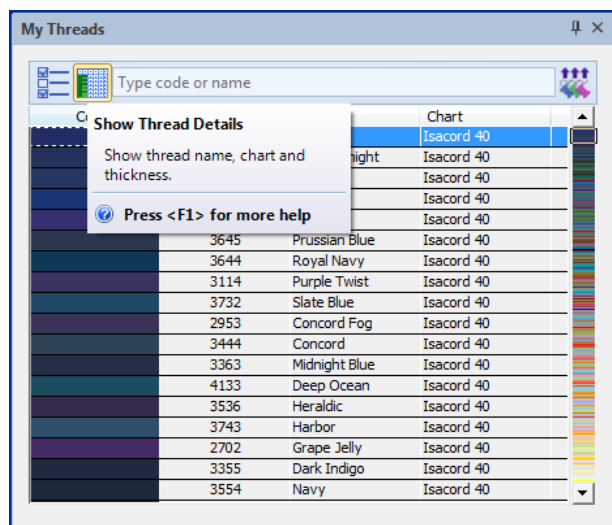 My Threads
Type code or name
Chart
Show Thread Details
Show thread name, chart and
thickness.
Press <F1> for more help
Isacord 40
Isacord 40
Isacord 40
Isacord 40
Isacord 40
3645 Prussian Blue Isacord 40
3644 Royal Navy Isacord 40
3114 Purple Twist Isacord 40
3732 Slate Blue Isacord 40
2953 Concord Fog Isacord 40
3444 Concord Isacord 40
3363 Midnight Blue Isacord 40
4133 Deep Ocean Isacord 40
3536 Heraldic Isacord 40
3743 Harbor Isacord 40
2702 Grape Jelly Isacord 40
3355 Dark Indigo Isacord 40
3554 Navy Isacord 40